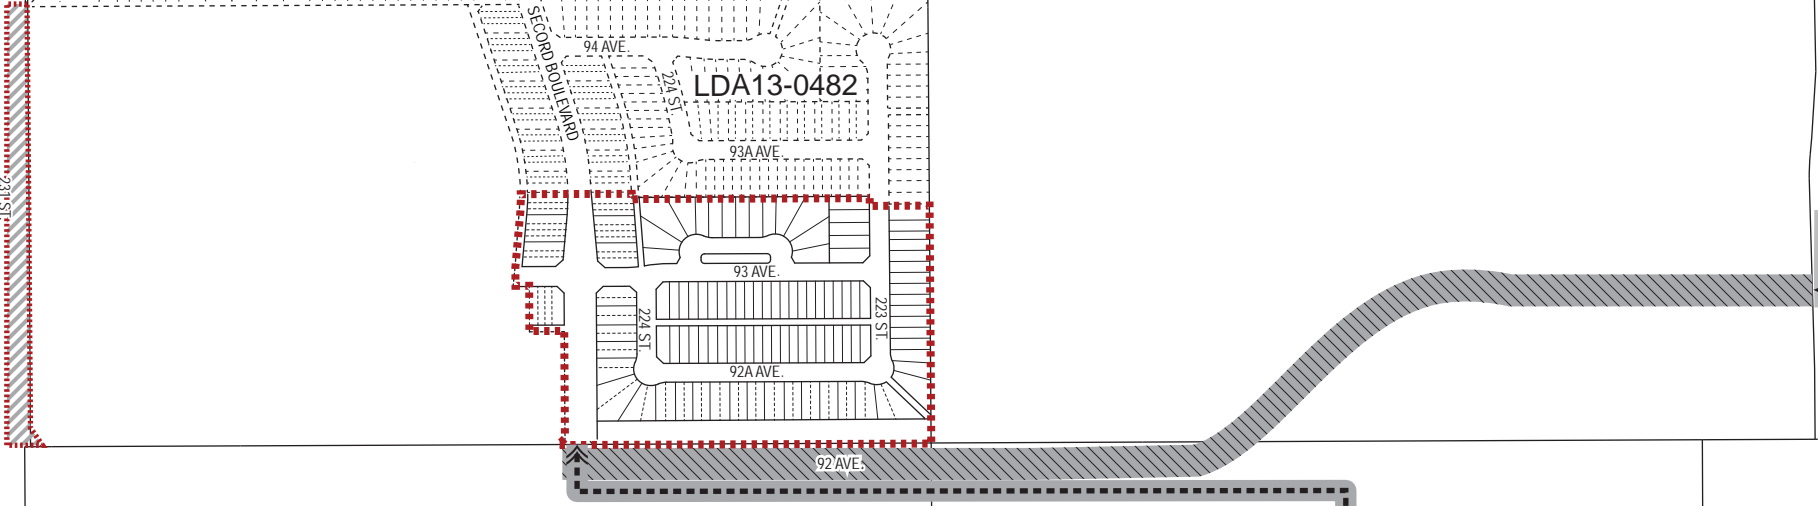 SECORD BOULEVARD
94 AVE.
224 ST.
LDA13-0482
93A AVE.
231 ST.
93 AVE.
224 ST.
223 ST.
92A AVE.
92 AVE.